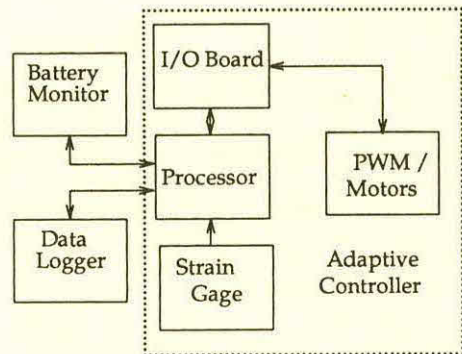 I/O Board
Battery
Monitor
Processor
PWM /
Motors
Data
Logger
Strain
Gage
Adaptive
Controller